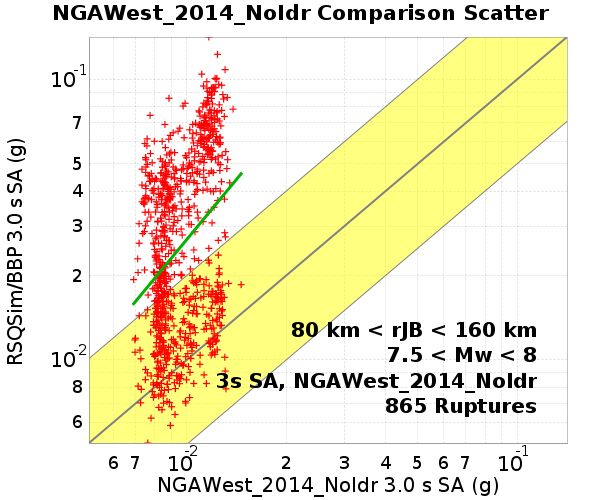 NGAWest_2014_NoIdr Comparison Scatter
RSQSim/BBP 3.0 s SA (g)
10-1
7
5
4
3
2
10-2
8
6
80 km < rJB < 160 km
7.5 < Mw < 8
3s SA, NGAWest_2014_NoIdr
865 Ruptures
6 7 10-2 2 3 4 5 6 7 10-1
NGAWest_2014_NoIdr 3.0 s SA (g)